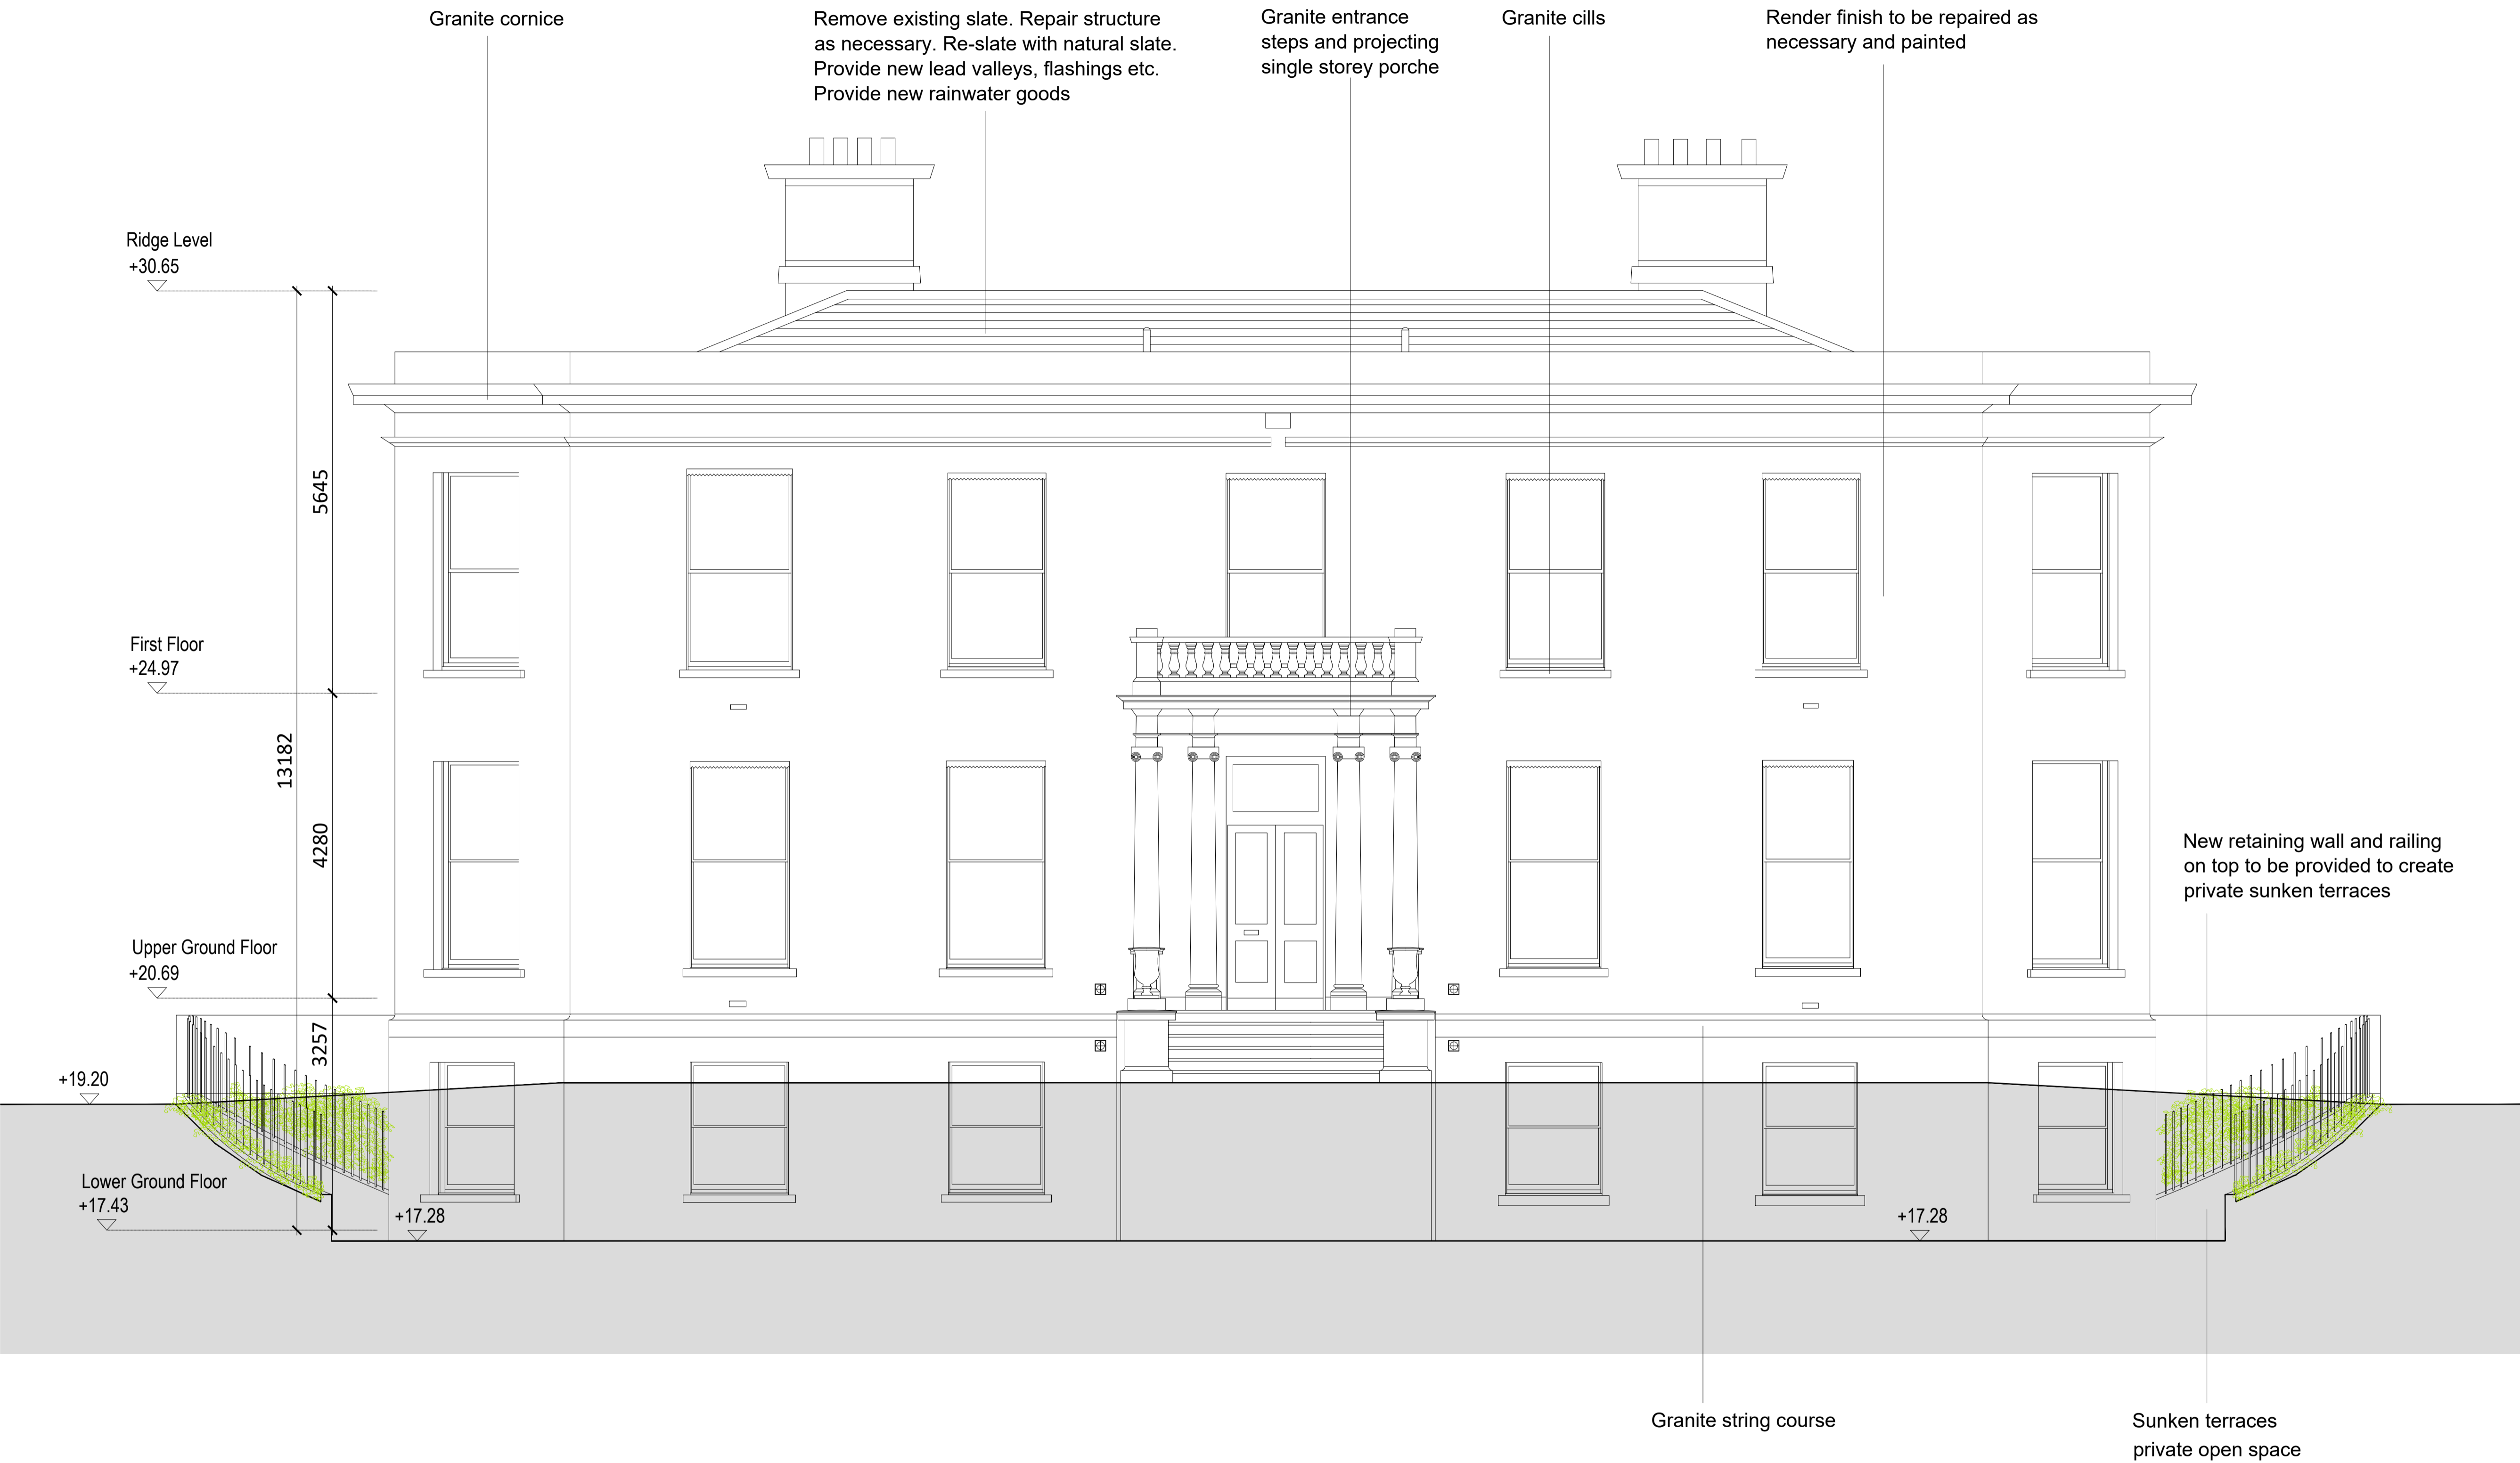 Granite cornice
Remove existing slate. Repair structure
as necessary. Re-slate with natural slate.
Provide new lead valleys, flashings etc.
Provide new rainwater goods
Granite entrance
steps and projecting
single storey porche
Granite cills
Render finish to be repaired as
necessary and painted
Ridge Level
+30.65
5645
First Floor
+24.97
13182
4280
New retaining wall and railing
on top to be provided to create
private sunken terraces
Upper Ground Floor
+20.69
3257
+19.20
Lower Ground Floor
+17.43
+17.28
+17.28
Granite string course
Sunken terraces
private open space